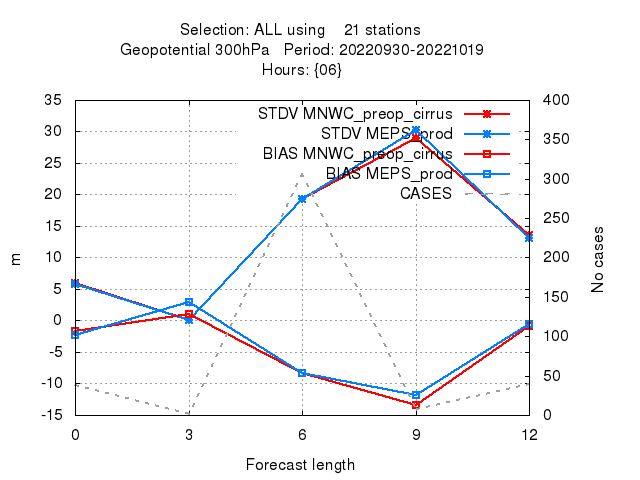 Selection: ALL using    21 stations
Geopotential 300hPa   Period: 20220930-20221019
Hours: {06}
35 400
STDV MNWC_preop_cirrus
30 350
STDV MEPS_prod
BIAS MNWC_preop_cirrus
25 300
BIAS MEPS_prod
CASES
20 250
15 200
10
5 150
0 100
-5
-10 50
-15 0
m
No cases
0 3 6 9 12
Forecast length